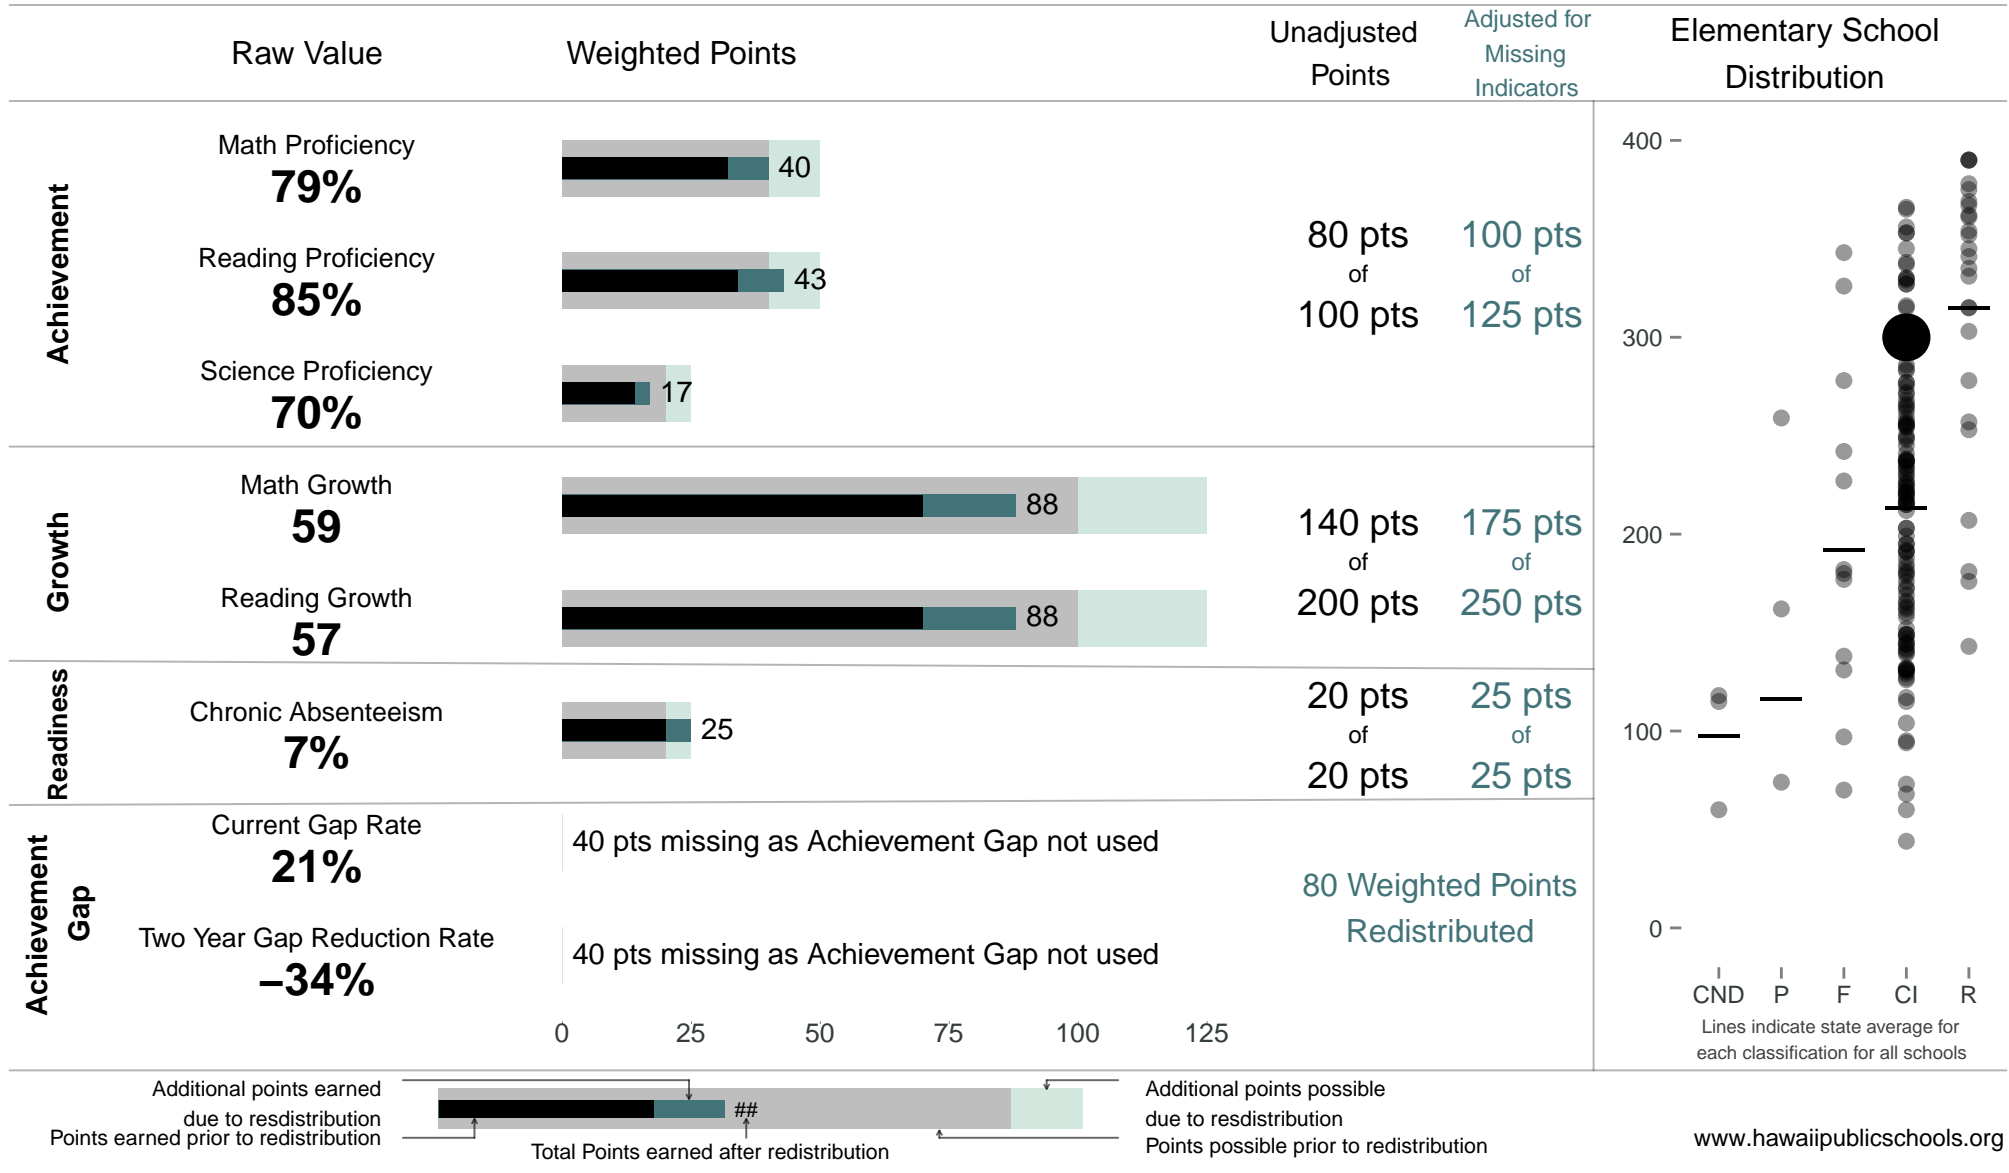 Raw Value
Weighted Points
Unadjusted
Points
Adjusted for
Missing
Indicators
Elementary School
Distribution
Achievement
Math Proficiency
79%
40
Reading Proficiency
85%
43
Science Proficiency
70%
17
80 pts
of
100 pts
100 pts
of
125 pts
Growth
Math Growth
59
88
Reading Growth
57
88
140 pts
of
200 pts
175 pts
of
250 pts
Readiness
Chronic Absenteeism
7%
25
20 pts
of
20 pts
25 pts
of
25 pts
Achievement
Gap
Current Gap Rate
21%
40 pts missing as Achievement Gap not used
Two Year Gap Reduction Rate
–34%
40 pts missing as Achievement Gap not used
80 Weighted Points
Redistributed
0 25 50 75 100 125
400
300
200
100
0
CND P F CI R
Lines indicate state average for
each classification for all schools
Additional points earned
due to resdistribution
Points earned prior to redistribution
##
Total Points earned after redistribution
Additional points possible
due to resdistribution
Points possible prior to redistribution
www.hawaiipublicschools.org